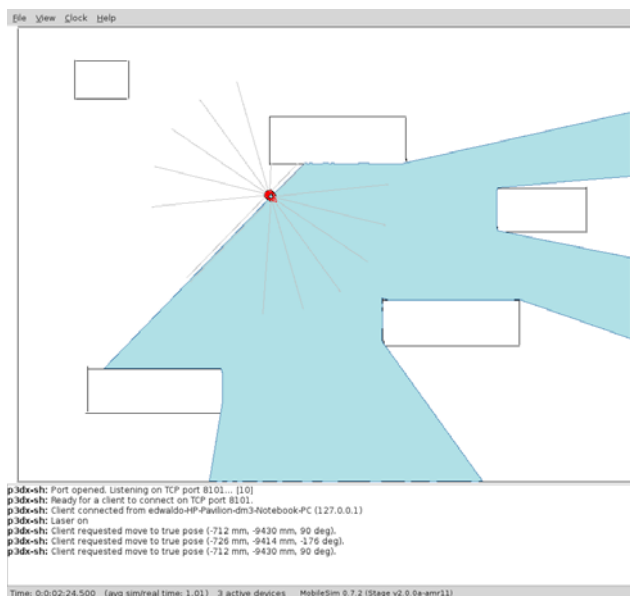 File View Clock Help
p3dx-sh: Port opened. Listening on TCP port 8101... [10]
p3dx-sh: Ready for a client to connect on TCP port 8101.
p3dx-sh: Client connected from edwaldo-HP-Pavilion-dm3-Notebook-PC (127.0.0.1)
p3dx-sh: Laser on
p3dx-sh: Client requested move to true pose (-712 mm, -9430 mm, 90 deg).
p3dx-sh: Client requested move to true pose (-726 mm, -9414 mm, -176 deg).
p3dx-sh: Client requested move to true pose (-712 mm, -9430 mm, 90 deg).
Time: 0:0:02:24.500 (avg sim/real time: 1.01) 3 active devices MobileSim 0.7.2 (Stage v2.0.0a-amr11)